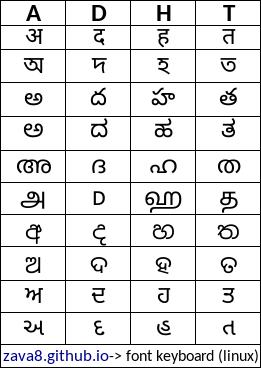 A D H T
अ द ह त
অ দ হ ত
అ ద హ త
ಅ ದ ಹ ತ
അ ദ ഹ ത
அ D ஹ த
අ ද හ ත
ଅ ଦ ହ ତ
ਅ ਦ ਹ ਤ
અ દ હ ત
zava8.github.io-> font keyboard (linux)